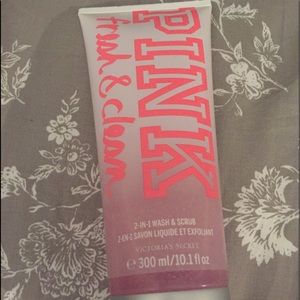 PINK
fresh & clean
2-IN-1 WASH & SCRUB
2-EN-1 SAVON LIQUIDE ET EXFOLIANT
VICTORIA'S SECRET
℮ 300 ml/10.1 fl oz